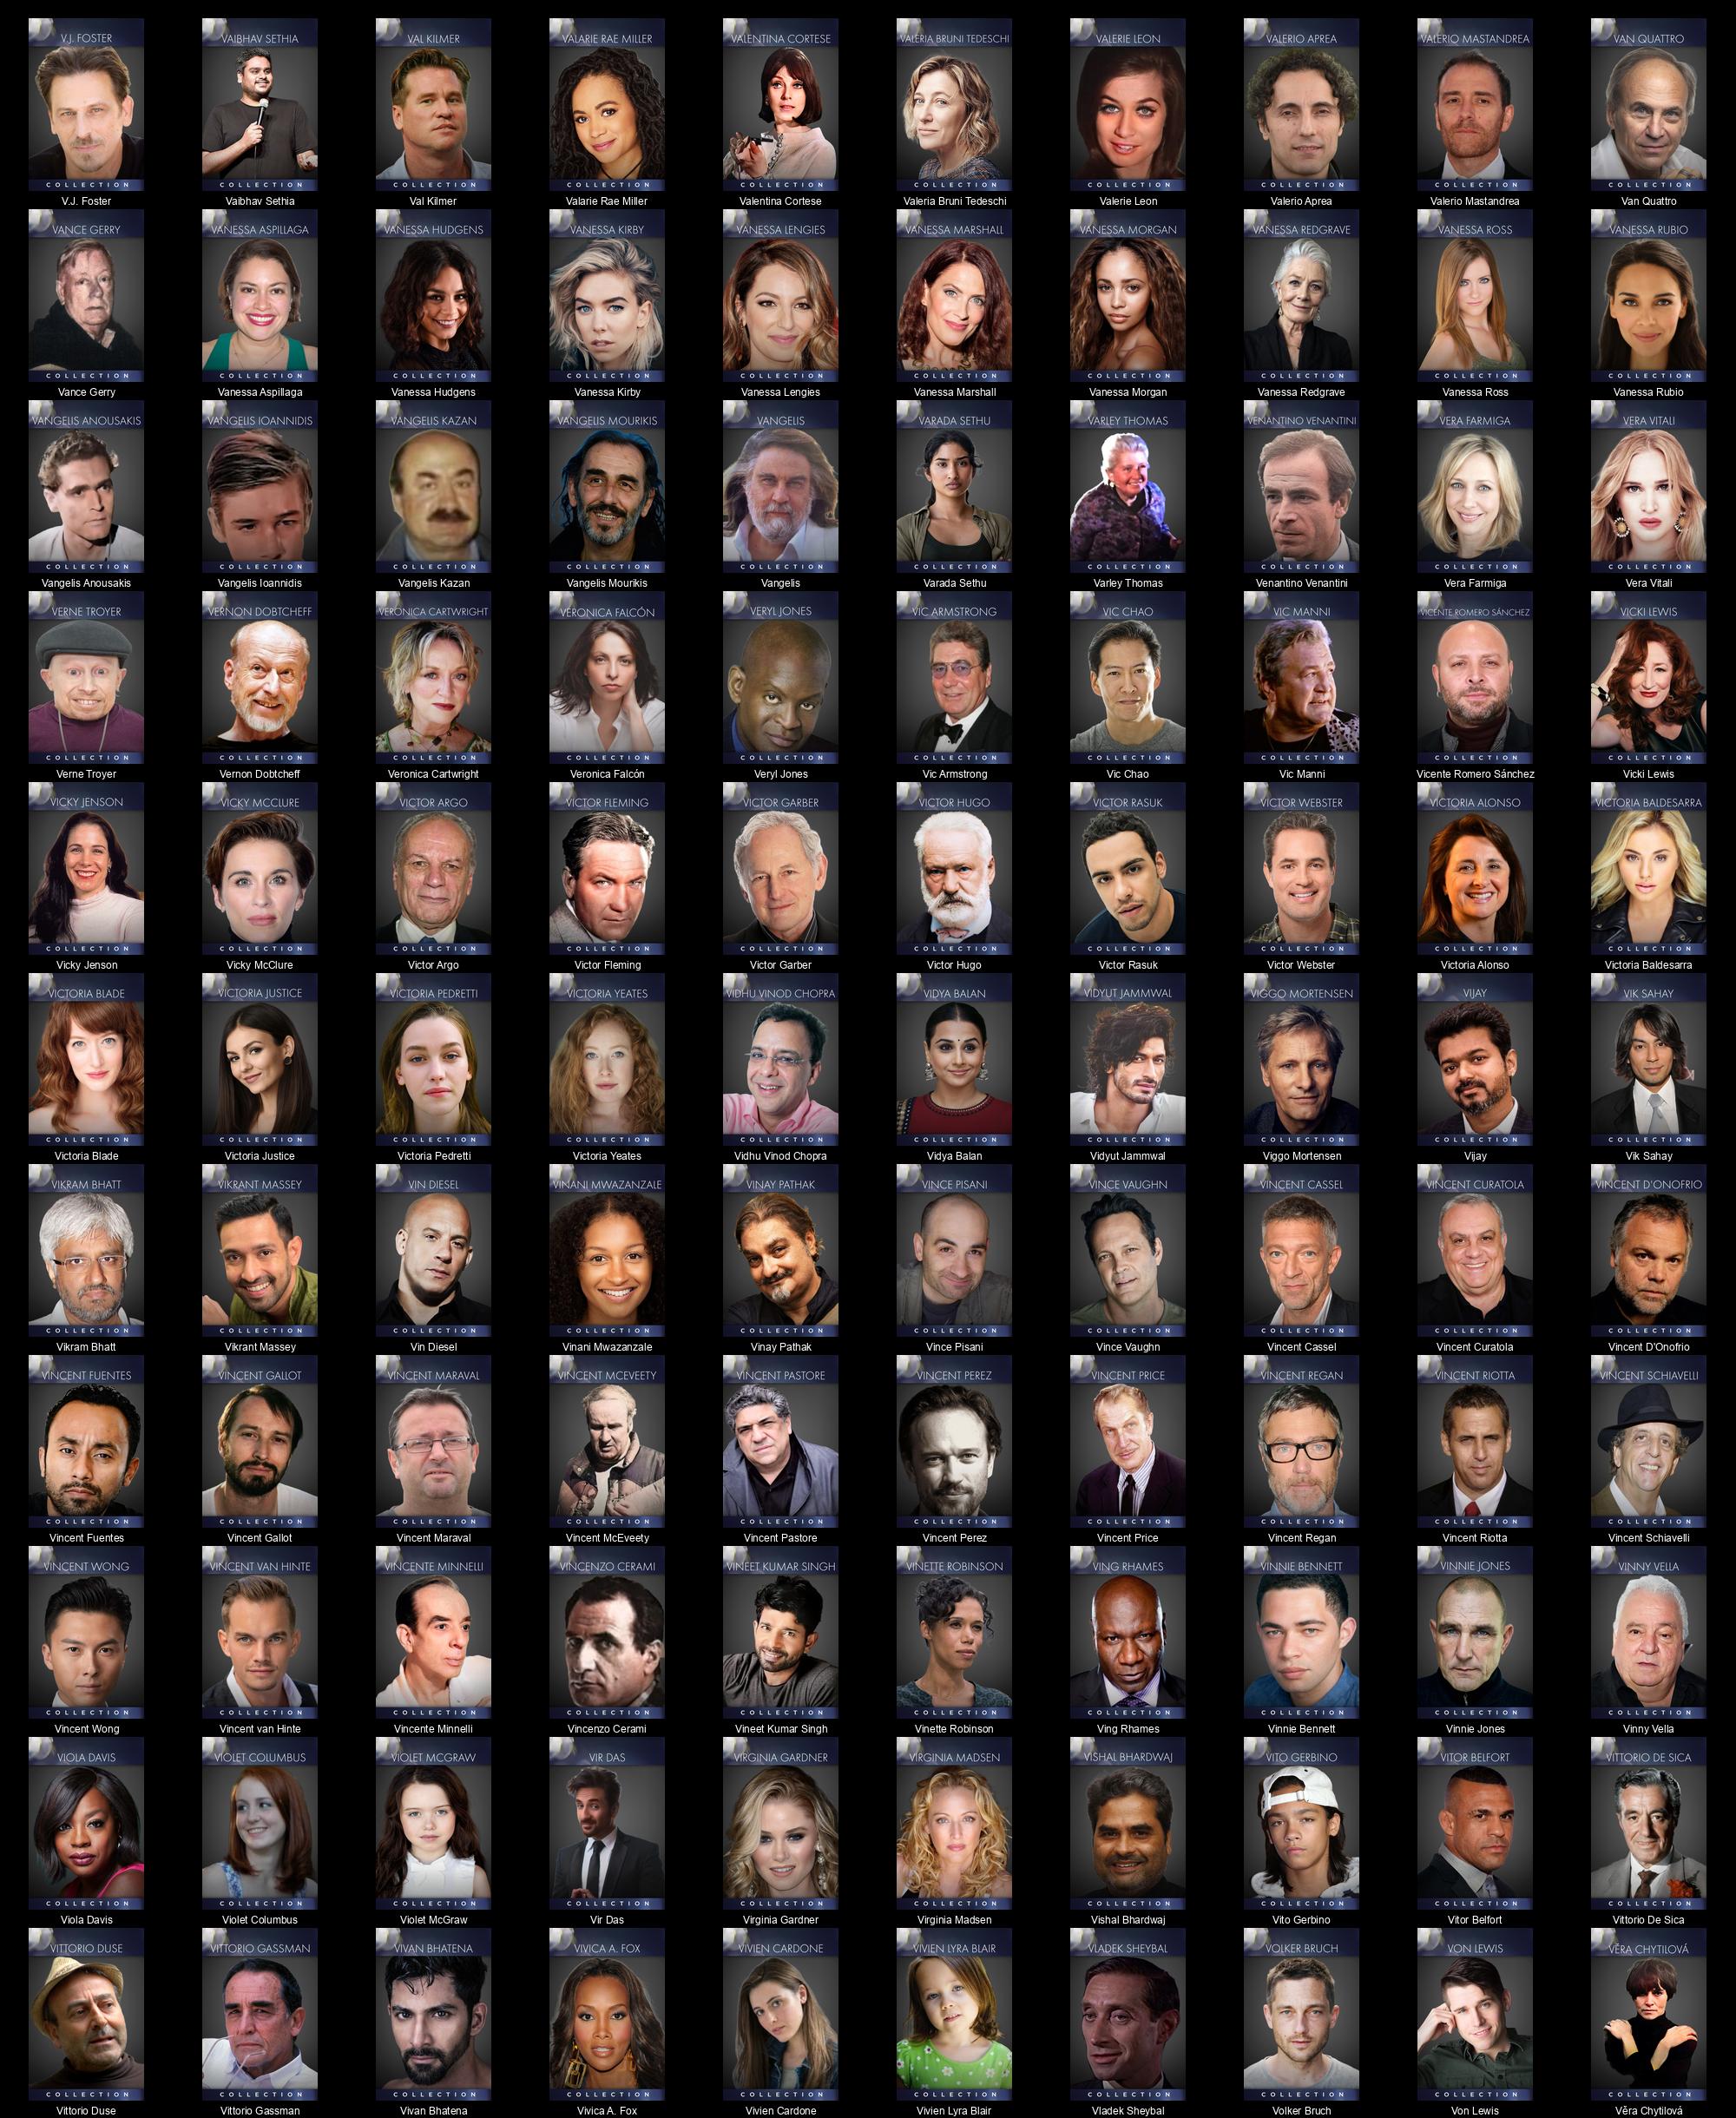 V.J. FOSTER VAIBHAV SETHIA VAL KILMER VALARIE RAE MILLER VALENTINA CORTESE VALERIA BRUNI TEDESCHI VALERIE LEON VALERIO APREA VALERIO MASTANDREA VAN QUATTRO
COLLECTION COLLECTION COLLECTION COLLECTION COLLECTION COLLECTION COLLECTION COLLECTION COLLECTION COLLECTION
V.J. Foster Vaibhav Sethia Val Kilmer Valarie Rae Miller Valentina Cortese Valeria Bruni Tedeschi Valerie Leon Valerio Aprea Valerio Mastandrea Van Quattro
VANCE GERRY VANESSA ASPILLAGA VANESSA HUDGENS VANESSA KIRBY VANESSA LENGIES VANESSA MARSHALL VANESSA MORGAN VANESSA REDGRAVE VANESSA ROSS VANESSA RUBIO
COLLECTION COLLECTION COLLECTION COLLECTION COLLECTION COLLECTION COLLECTION COLLECTION COLLECTION COLLECTION
Vance Gerry Vanessa Aspillaga Vanessa Hudgens Vanessa Kirby Vanessa Lengies Vanessa Marshall Vanessa Morgan Vanessa Redgrave Vanessa Ross Vanessa Rubio
VANGELIS ANOUSAKIS VANGELIS IOANNIDIS VANGELIS KAZAN VANGELIS MOURIKIS VANGELIS VARADA SETHU VARLEY THOMAS VENANTINO VENANTINI VERA FARMIGA VERA VITALI
COLLECTION COLLECTION COLLECTION COLLECTION COLLECTION COLLECTION COLLECTION COLLECTION COLLECTION COLLECTION
Vangelis Anousakis Vangelis Ioannidis Vangelis Kazan Vangelis Mourikis Vangelis Varada Sethu Varley Thomas Venantino Venantini Vera Farmiga Vera Vitali
VERNE TROYER VERNON DOBTCHEFF VERONICA CARTWRIGHT VERONICA FALCÓN VERYL JONES VIC ARMSTRONG VIC CHAO VIC MANNI VICENTE ROMERO SÁNCHEZ VICKI LEWIS
COLLECTION COLLECTION COLLECTION COLLECTION COLLECTION COLLECTION COLLECTION COLLECTION COLLECTION COLLECTION
Verne Troyer Vernon Dobtcheff Veronica Cartwright Veronica Falcón Veryl Jones Vic Armstrong Vic Chao Vic Manni Vicente Romero Sánchez Vicki Lewis
VICKY JENSON VICKY MCCLURE VICTOR ARGO VICTOR FLEMING VICTOR GARBER VICTOR HUGO VICTOR RASUK VICTOR WEBSTER VICTORIA ALONSO VICTORIA BALDESARRA
COLLECTION COLLECTION COLLECTION COLLECTION COLLECTION COLLECTION COLLECTION COLLECTION COLLECTION COLLECTION
Vicky Jenson Vicky McClure Victor Argo Victor Fleming Victor Garber Victor Hugo Victor Rasuk Victor Webster Victoria Alonso Victoria Baldesarra
VICTORIA BLADE VICTORIA JUSTICE VICTORIA PEDRETTI VICTORIA YEATES VIDHU VINOD CHOPRA VIDYA BALAN VIDYUT JAMMWAL VIGGO MORTENSEN VIJAY VIK SAHAY
COLLECTION COLLECTION COLLECTION COLLECTION COLLECTION COLLECTION COLLECTION COLLECTION COLLECTION COLLECTION
Victoria Blade Victoria Justice Victoria Pedretti Victoria Yeates Vidhu Vinod Chopra Vidya Balan Vidyut Jammwal Viggo Mortensen Vijay Vik Sahay
VIKRAM BHATT VIKRANT MASSEY VIN DIESEL VINANI MWAZANZALE VINAY PATHAK VINCE PISANI VINCE VAUGHN VINCENT CASSEL VINCENT CURATOLA VINCENT D'ONOFRIO
COLLECTION COLLECTION COLLECTION COLLECTION COLLECTION COLLECTION COLLECTION COLLECTION COLLECTION COLLECTION
Vikram Bhatt Vikrant Massey Vin Diesel Vinani Mwazanzale Vinay Pathak Vince Pisani Vince Vaughn Vincent Cassel Vincent Curatola Vincent D'Onofrio
VINCENT FUENTES VINCENT GALLOT VINCENT MARAVAL VINCENT MCEVEETY VINCENT PASTORE VINCENT PEREZ VINCENT PRICE VINCENT REGAN VINCENT RIOTTA VINCENT SCHIAVELLI
COLLECTION COLLECTION COLLECTION COLLECTION COLLECTION COLLECTION COLLECTION COLLECTION COLLECTION COLLECTION
Vincent Fuentes Vincent Gallot Vincent Maraval Vincent McEveety Vincent Pastore Vincent Perez Vincent Price Vincent Regan Vincent Riotta Vincent Schiavelli
VINCENT WONG VINCENT VAN HINTE VINCENTE MINNELLI VINCENZO CERAMI VINEET KUMAR SINGH VINETTE ROBINSON VING RHAMES VINNIE BENNETT VINNIE JONES VINNY VELLA
COLLECTION COLLECTION COLLECTION COLLECTION COLLECTION COLLECTION COLLECTION COLLECTION COLLECTION COLLECTION
Vincent Wong Vincent van Hinte Vincente Minnelli Vincenzo Cerami Vineet Kumar Singh Vinette Robinson Ving Rhames Vinnie Bennett Vinnie Jones Vinny Vella
VIOLA DAVIS VIOLET COLUMBUS VIOLET MCGRAW VIR DAS VIRGINIA GARDNER VIRGINIA MADSEN VISHAL BHARDWAJ VITO GERBINO VITOR BELFORT VITTORIO DE SICA
COLLECTION COLLECTION COLLECTION COLLECTION COLLECTION COLLECTION COLLECTION COLLECTION COLLECTION COLLECTION
Viola Davis Violet Columbus Violet McGraw Vir Das Virginia Gardner Virginia Madsen Vishal Bhardwaj Vito Gerbino Vitor Belfort Vittorio De Sica
VITTORIO DUSE VITTORIO GASSMAN VIVAN BHATENA VIVICA A. FOX VIVIEN CARDONE VIVIEN LYRA BLAIR VLADEK SHEYBAL VOLKER BRUCH VON LEWIS VĚRA CHYTILOVÁ
COLLECTION COLLECTION COLLECTION COLLECTION COLLECTION COLLECTION COLLECTION COLLECTION COLLECTION COLLECTION
Vittorio Duse Vittorio Gassman Vivan Bhatena Vivica A. Fox Vivien Cardone Vivien Lyra Blair Vladek Sheybal Volker Bruch Von Lewis Věra Chytilová